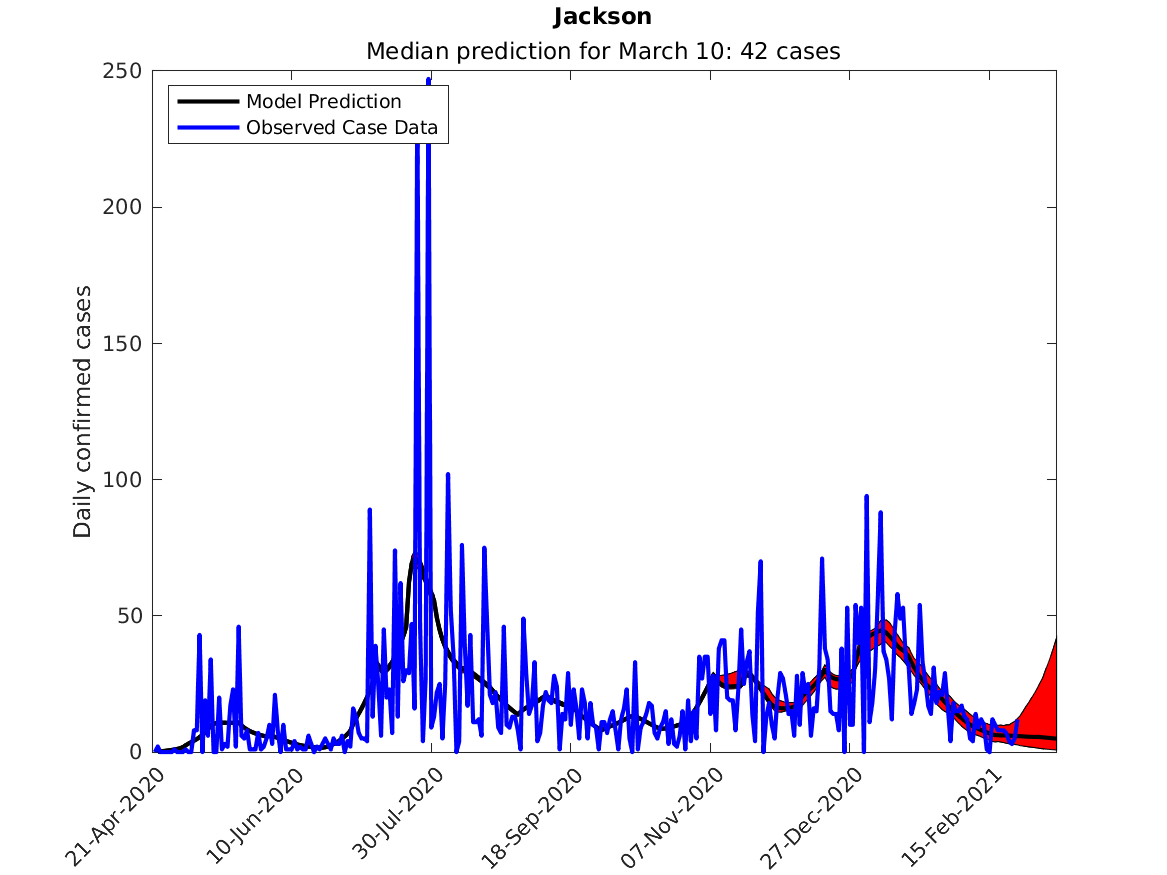 Jackson
Median prediction for March 10: 42 cases
Model Prediction
Observed Case Data
Daily confirmed cases
250
200
150
100
50
0
21-Apr-2020
10-Jun-2020
30-Jul-2020
18-Sep-2020
07-Nov-2020
27-Dec-2020
15-Feb-2021